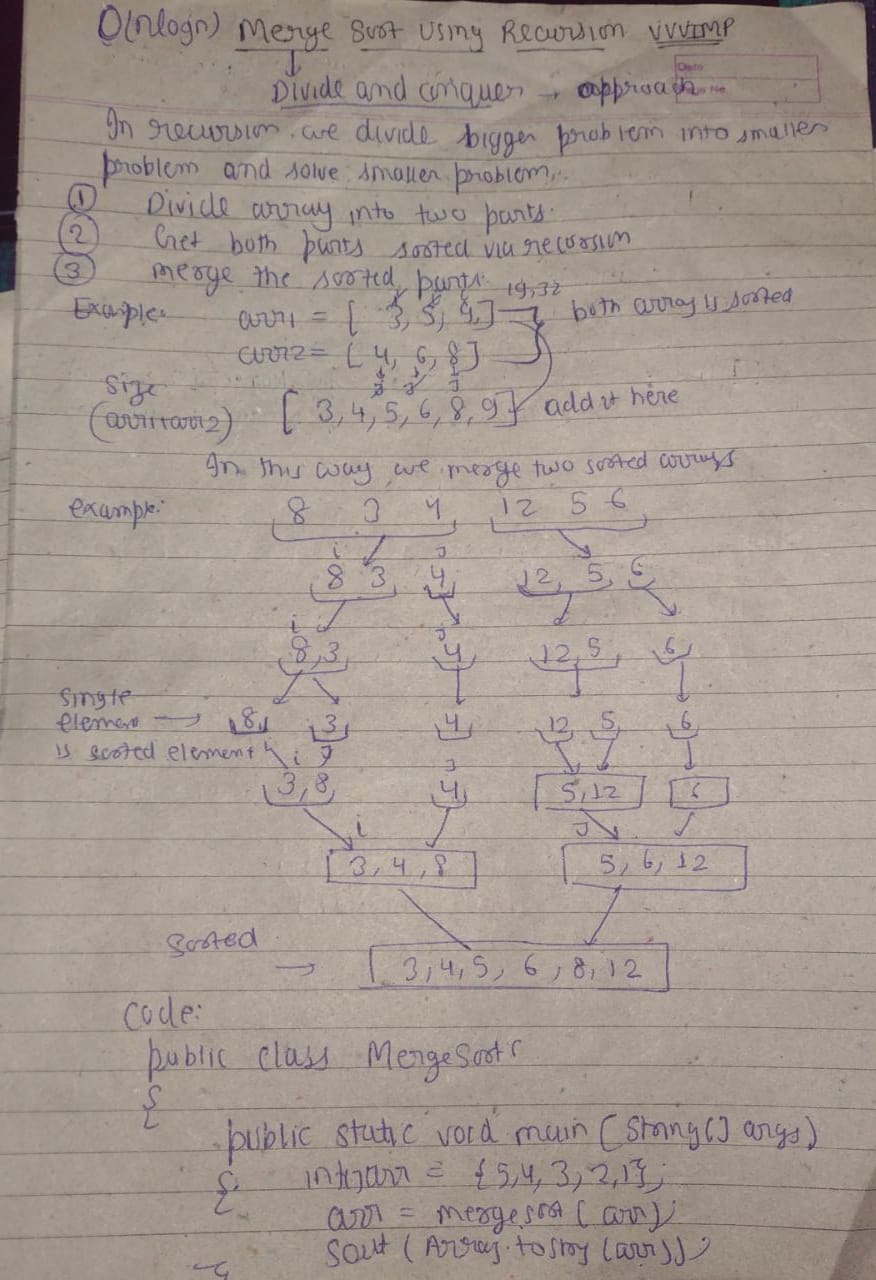 O(nlogn) Merge Sort Using Recursion VVVIMP
Divide and conquer → approach
Date
In recursion we divide bigger problem into smaller
problem and solve smaller problem.
① Divide array into two parts.
② Get both parts sorted via recursion
③ merge the sorted parts.
19,32
Example: arr1 = [ 3, 5, 9,] both array is sorted
arr2 = [ 4, 6, 8 ]
Size
(arr1+arr2) [ 3, 4, 5, 6, 8, 9 ] add it here
In this way we merge two sorted arrays
example: 8 3 4 12 5 6
i j
8 3 4 12, 5, 6
i j
8,3 4 12,5 6
Single
element → 8 3 4 12 5 6
is sorted element i j
j
3,8 4 5,12 6
i j
3, 4, 8 5, 6, 12
Sorted
→ 3, 4, 5, 6, 8, 12
Code:
public class MergeSort
{
public static void main (String[] args)
{ int[] arr = {5,4, 3, 2,1};
arr = mergesort (arr);
Sout (Arrays.
(arr));